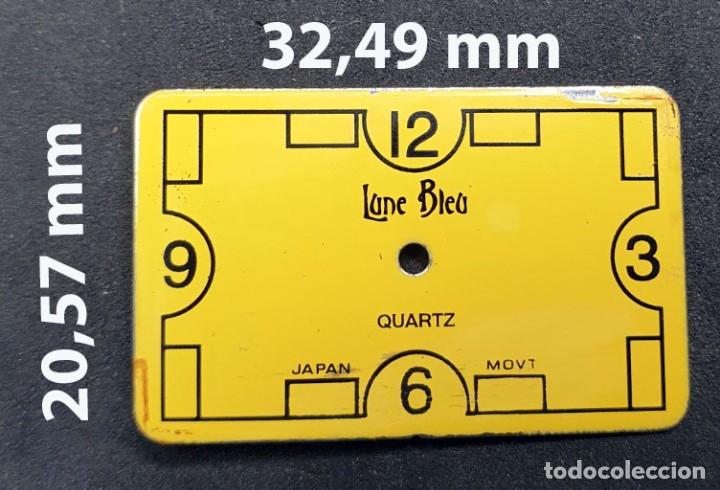 32,49 mm
20,57 mm
12
Lune Bleu
9
3
QUARTZ
JAPAN
MOVT
6
todocoleccion